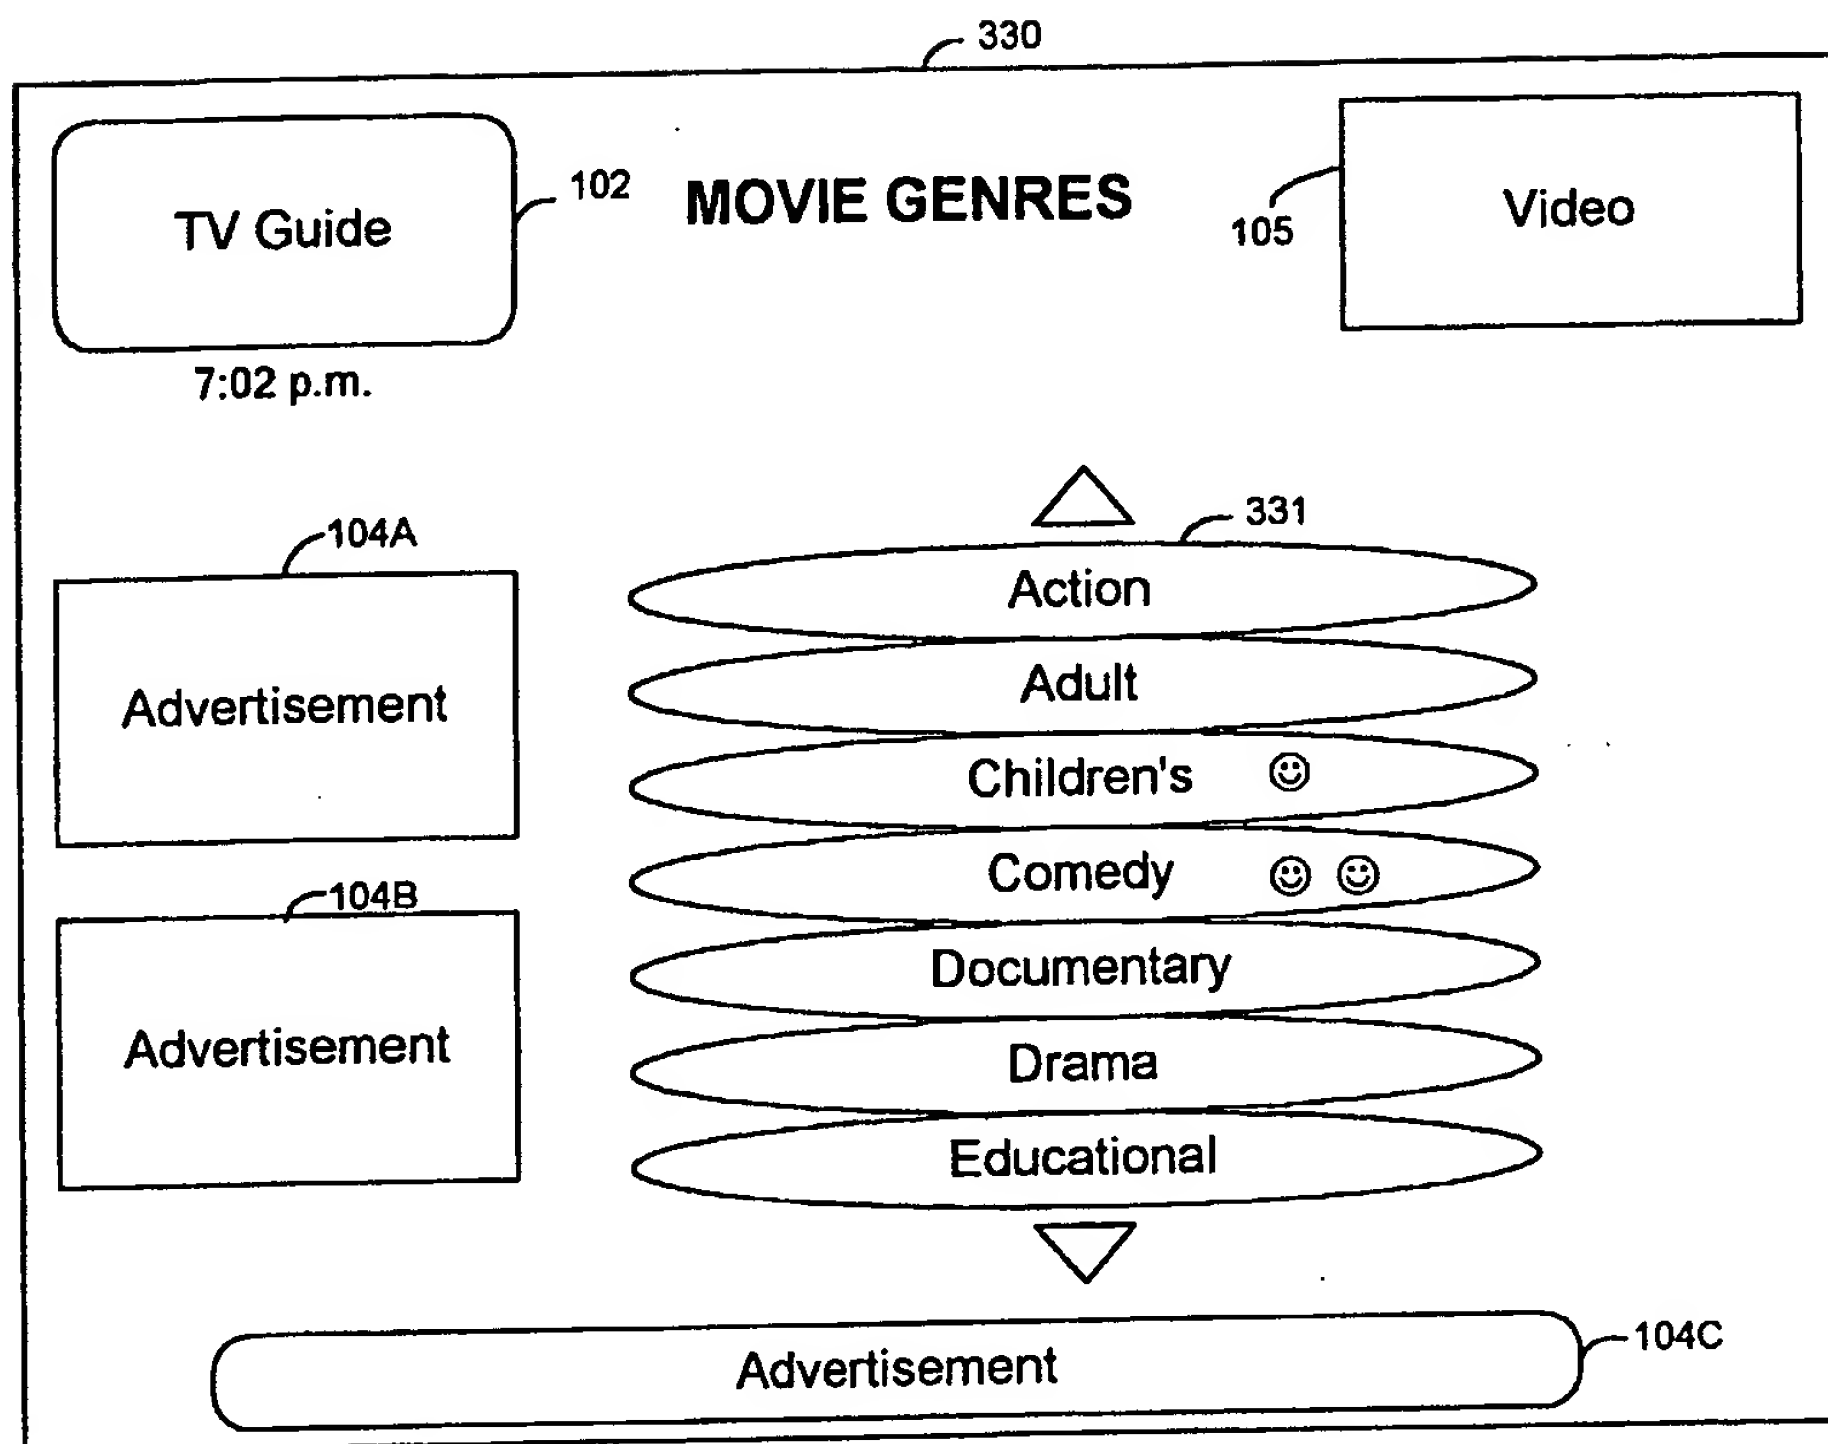 330
TV Guide
102
MOVIE GENRES
105
Video
7:02 p.m.
104A
Advertisement
331
Action
Adult
Children's
Comedy
Documentary
Drama
Educational
104B
Advertisement
Advertisement
104C